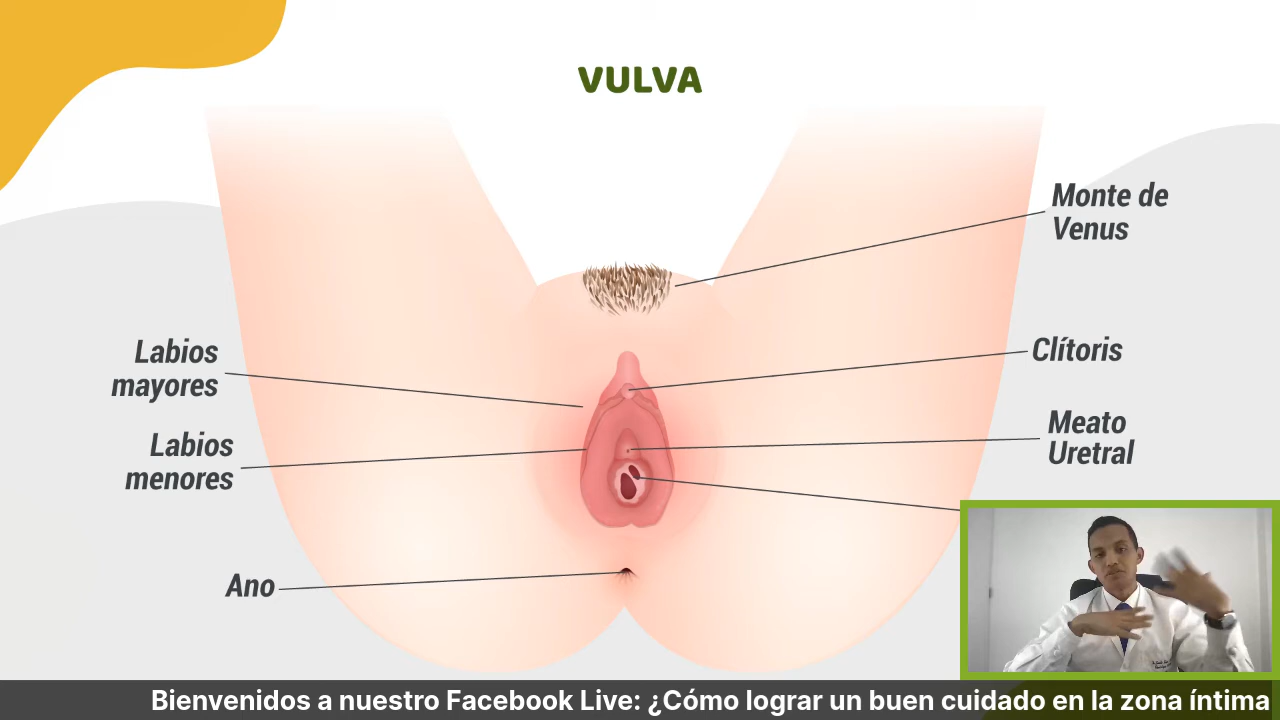 VULVA
Monte de
Venus
Labios
mayores
Clítoris
Labios
menores
Meato
Uretral
Ano
Bienvenidos a nuestro Facebook Live: ¿Cómo lograr un buen cuidado en la zona íntima